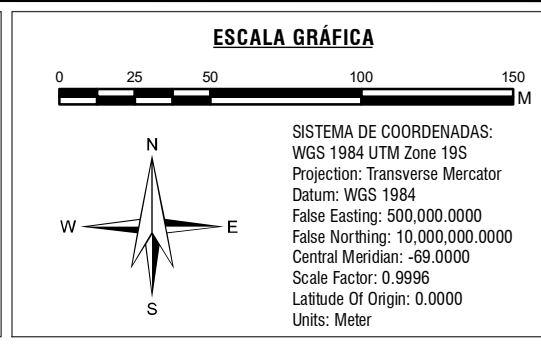 ESCALA GRÁFICA
0 25 50 100 150
M
SISTEMA DE COORDENADAS:
WGS 1984 UTM Zone 19S
Projection: Transverse Mercator
Datum: WGS 1984
False Easting: 500,000.0000
False Northing: 10,000,000.0000
Central Meridian: -69.0000
Scale Factor: 0.9996
Latitude Of Origin: 0.0000
Units: Meter
N
W E
S